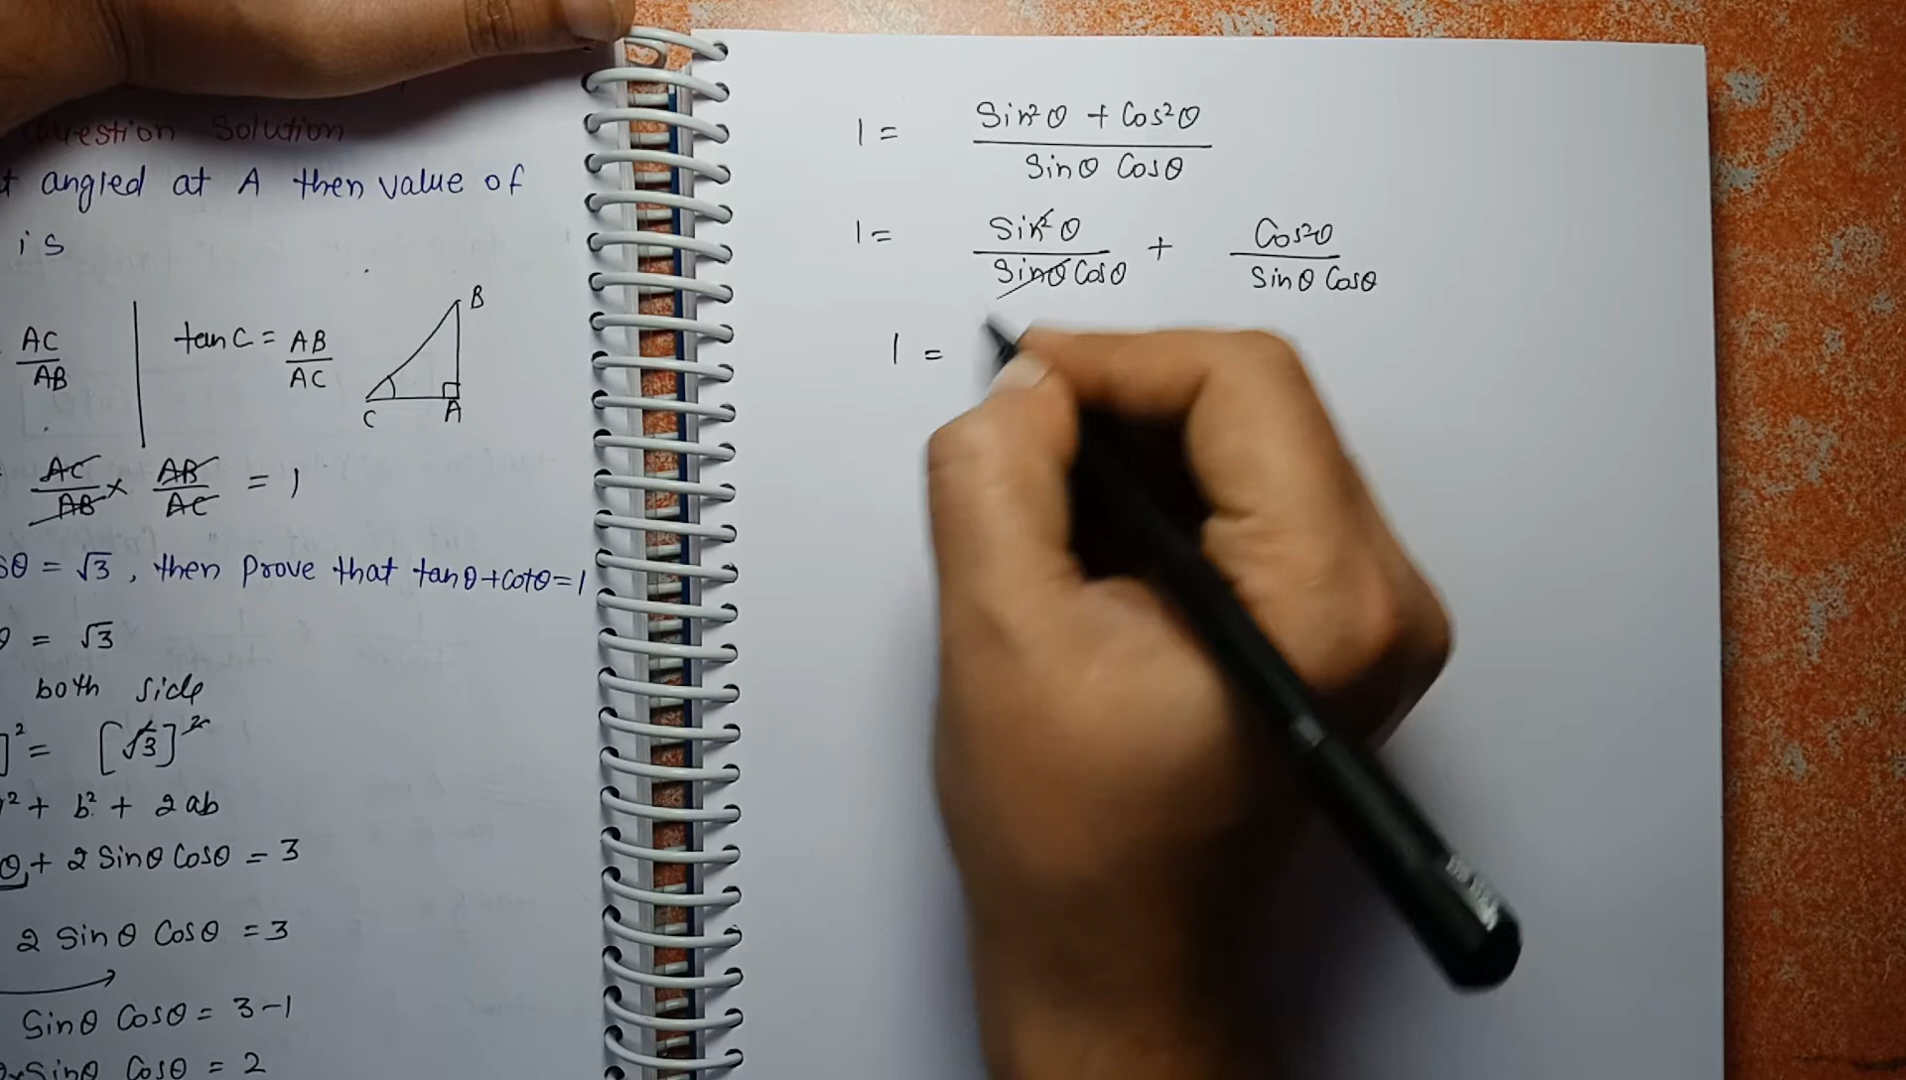 Question Solution
angled at A then value of
is
AC
AB
tan C = AB
AC
B
C
A
AC
AB
×
AB
AC
= 1
θ = √3, then Prove that tanθ+Cotθ=1
= √3
both side
]² = [√3]²
² + b² + 2ab
θ + 2 Sinθ Cosθ = 3
2 Sinθ Cosθ = 3
Sinθ Cosθ = 3-1
Sinθ Cosθ = 2
1 = Sin²θ + Cos²θ
Sinθ Cosθ
1 = Sin²θ + Cos²θ
Sinθ Cosθ Sinθ Cosθ
1 =